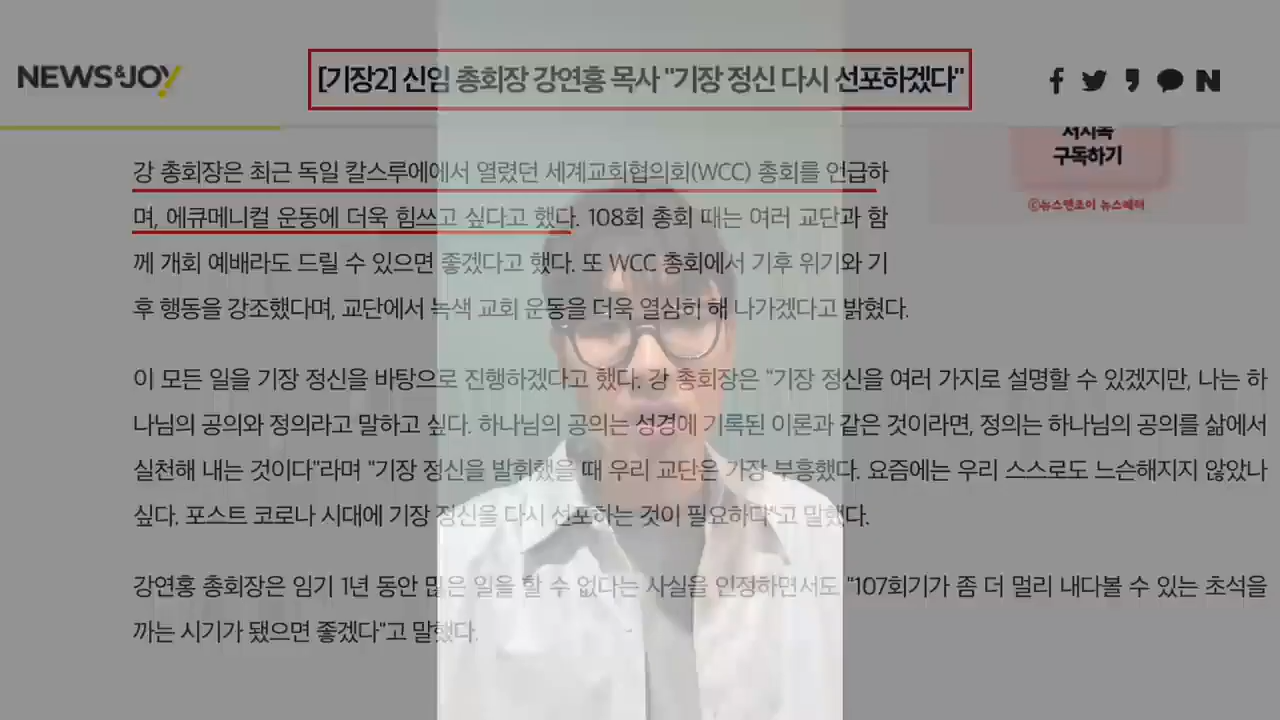 NEWS&JOY!
[기장2] 신임 총회장 강연홍 목사 "기장 정신 다시 선포하겠다"
구독하기
ⓒ뉴스앤조이 뉴스레터
강 총회장은 최근 독일 칼스루에에서 열렸던 세계교회협의회(WCC) 총회를 언급하
며, 에큐메니컬 운동에 더욱 힘쓰고 싶다고 했다. 108회 총회 때는 여러 교단과 함
께 개회 예배라도 드릴 수 있으면 좋겠다고 했다. 또 WCC 총회에서 기후 위기와 기
후 행동을 강조했다며, 교단에서 녹색 교회 운동을 더욱 열심히 해 나가겠다고 밝혔다.
이 모든 일을 기장 정신을 바탕으로 진행하겠다고 했다. 강 총회장은 "기장 정신을 여러 가지로 설명할 수 있겠지만, 나는 하
나님의 공의와 정의라고 말하고 싶다. 하나님의 공의는 성경에 기록된 이론과 같은 것이라면, 정의는 하나님의 공의를 삶에서
실천해 내는 것이다"라며 "기장 정신을 발휘했을 때 우리 교단은 가장 부흥했다. 요즘에는 우리 스스로도 느슨해지지 않았나
싶다. 포스트 코로나 시대에 기장 정신을 다시 선포하는 것이 필요하다"고 말했다.
강연홍 총회장은 임기 1년 동안 많은 일을 할 수 없다는 사실을 인정하면서도 "107회기가 좀 더 멀리 내다볼 수 있는 초석을
까는 시기가 됐으면 좋겠다"고 말했다.